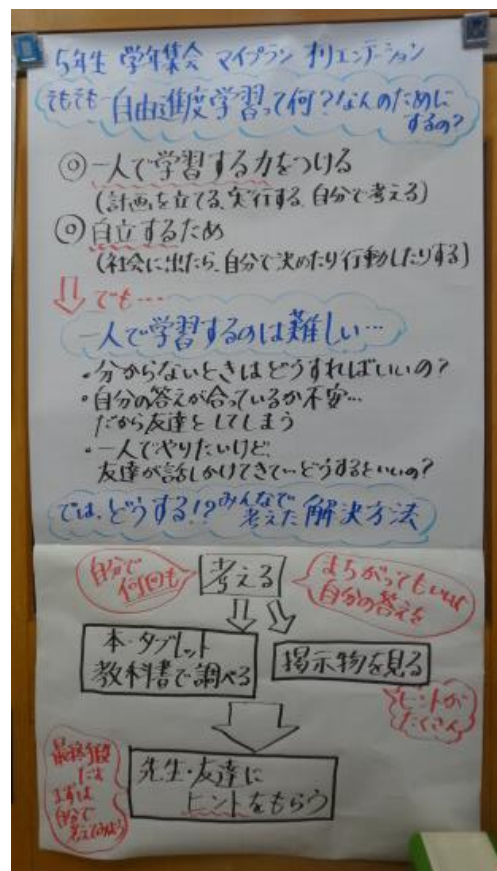 5年生 学年集会 マイプラン オリエンテーション
そもそも自由進度学習って何？なんのために
するの？
◎一人で学習する力をつける
（計画を立てる、実行する、自分で考える）
◎自立するため
（社会に出たら、自分で決めたり行動したりする）
でも…
一人で学習するのは難しい…
・分からないときはどうすればいいの？
・自分の答えが合っているか不安…
だから友達としてしまう
・一人でやりたいけど、
友達が話しかけてきて…どうするといいの？
では、どうする!？みんなで
考えた解決方法
自分で
何回も
考える
まちがってもいいよ
自分の答えを
本・タブレット
教科書で調べる
掲示物を見る
ヒントが
たくさん
先生・友達に
ヒントをもらう
最終手段
だよ
まずは
自分で
考えてみよう